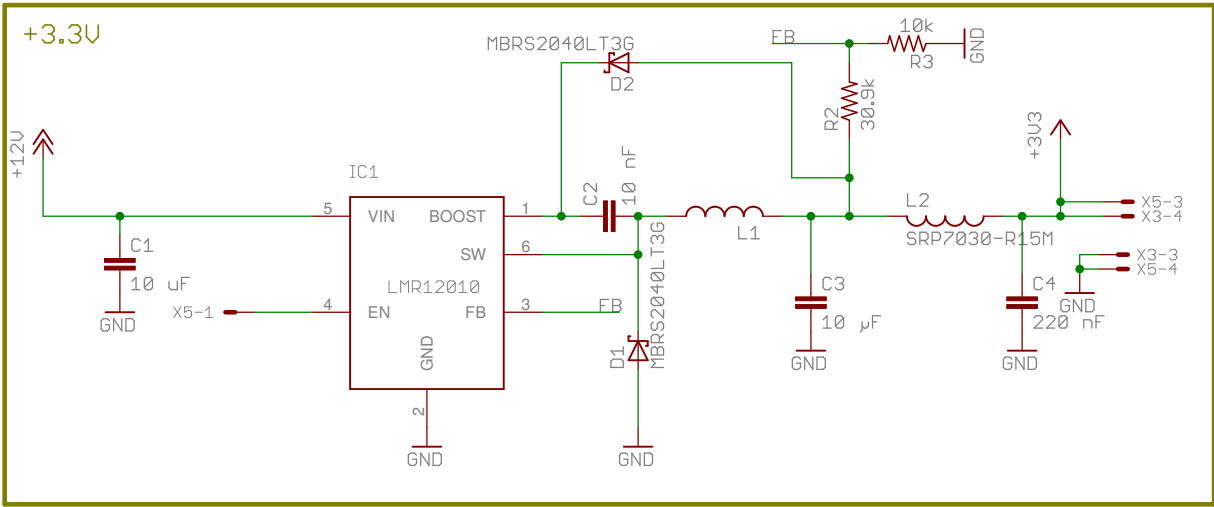 +3.3V
MBRS2040LT3G
D2
FB
10k
R3
GND
R2
30.9k
+12V
+3V3
IC1
C2
10 nF
5
VIN
BOOST
1
L1
L2
SRP7030-R15M
X5-3
X3-4
C1
10 uF
GND
SW
6
MBRS2040LT3G
X3-3
X5-4
GND
LMR12010
X5-1
4
EN
FB
3
FB
C3
10 µF
GND
C4
220 nF
GND
D1
GND
2
GND
GND